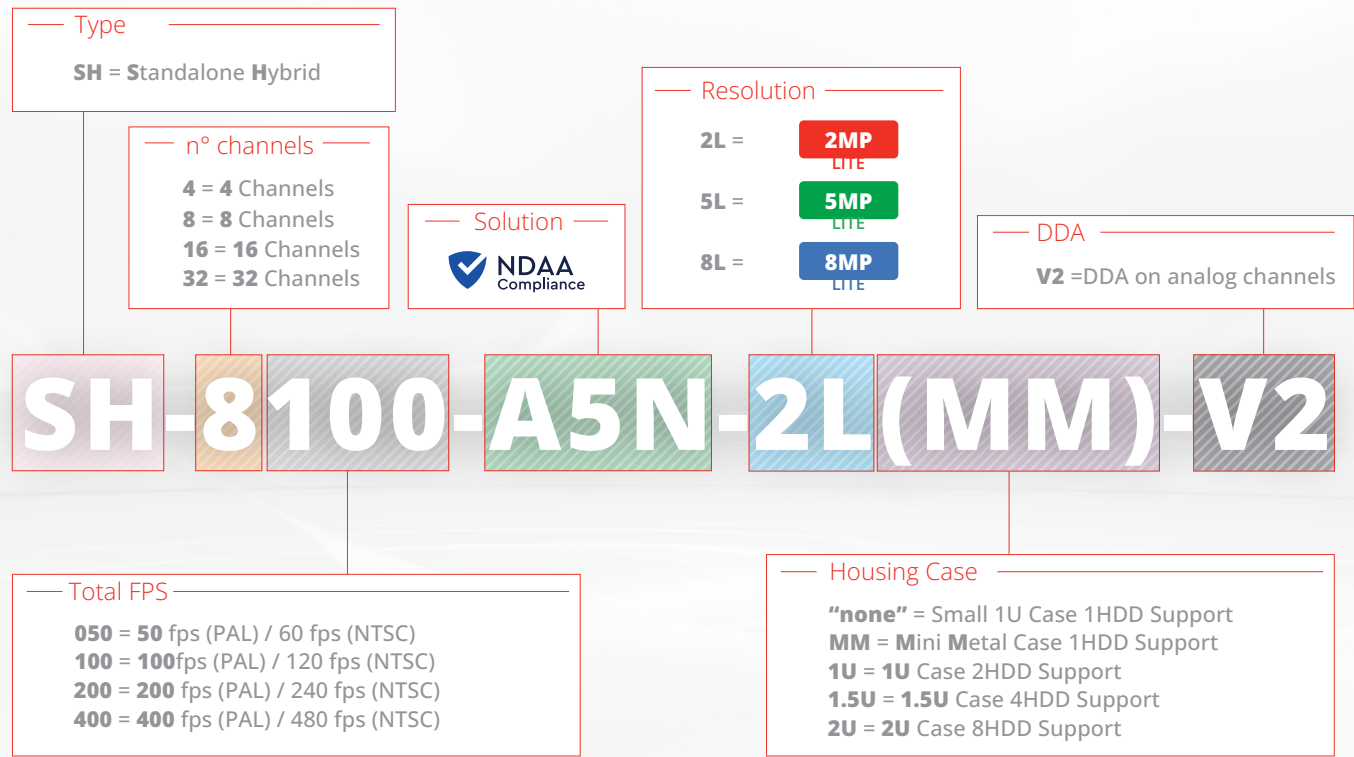 Type
SH = Standalone Hybrid
n° channels
4 = 4 Channels
8 = 8 Channels
16 = 16 Channels
32 = 32 Channels
Solution
NDAA
Compliance
Resolution
2L = 2MP
LITE
5L = 5MP
LITE
8L = 8MP
LITE
DDA
V2 =DDA on analog channels
SH-8100-A5N-2L(MM)-V2
Total FPS
050 = 50 fps (PAL) / 60 fps (NTSC)
100 = 100fps (PAL) / 120 fps (NTSC)
200 = 200 fps (PAL) / 240 fps (NTSC)
400 = 400 fps (PAL) / 480 fps (NTSC)
Housing Case
“none” = Small 1U Case 1HDD Support
MM = Mini Metal Case 1HDD Support
1U = 1U Case 2HDD Support
1.5U = 1.5U Case 4HDD Support
2U = 2U Case 8HDD Support